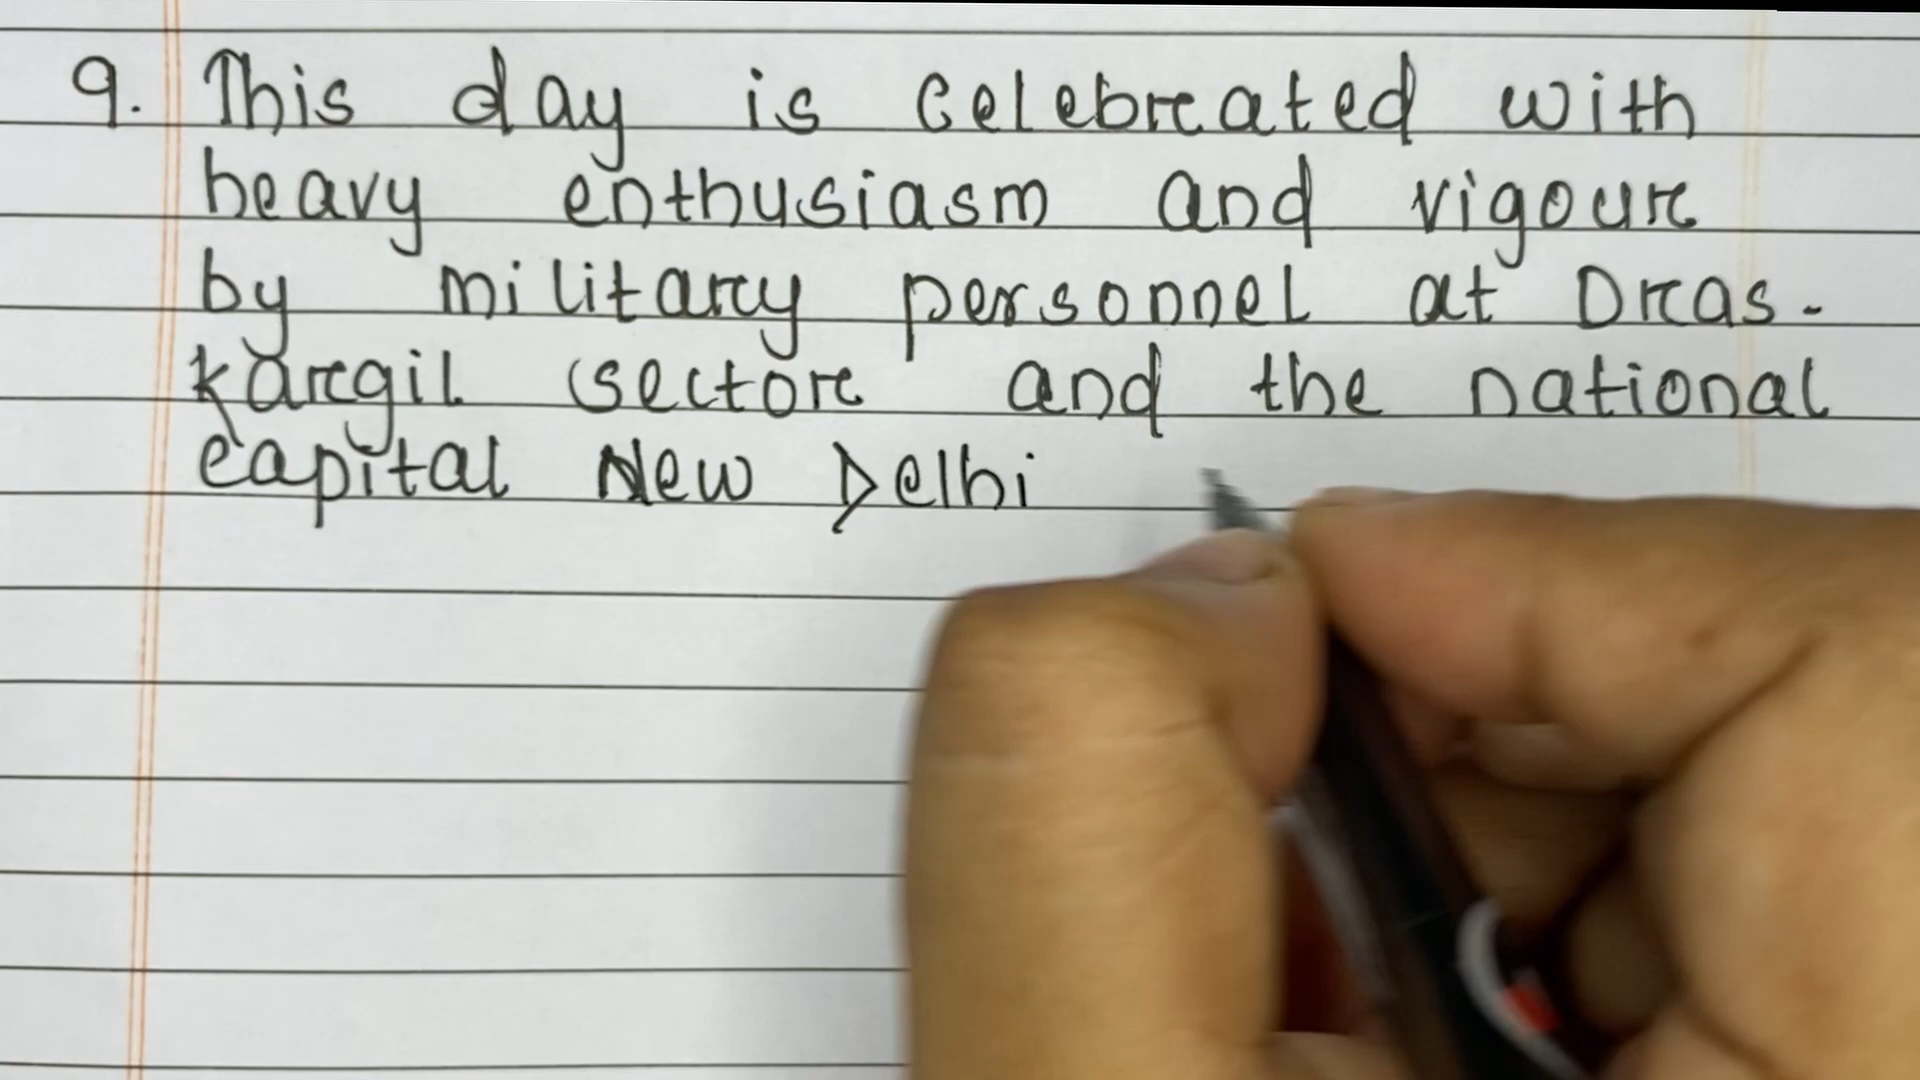 9. This day is celebrated with
heavy enthusiasm and vigour
by military personnel at Dras-
Kargil sector and the national
capital New Delhi